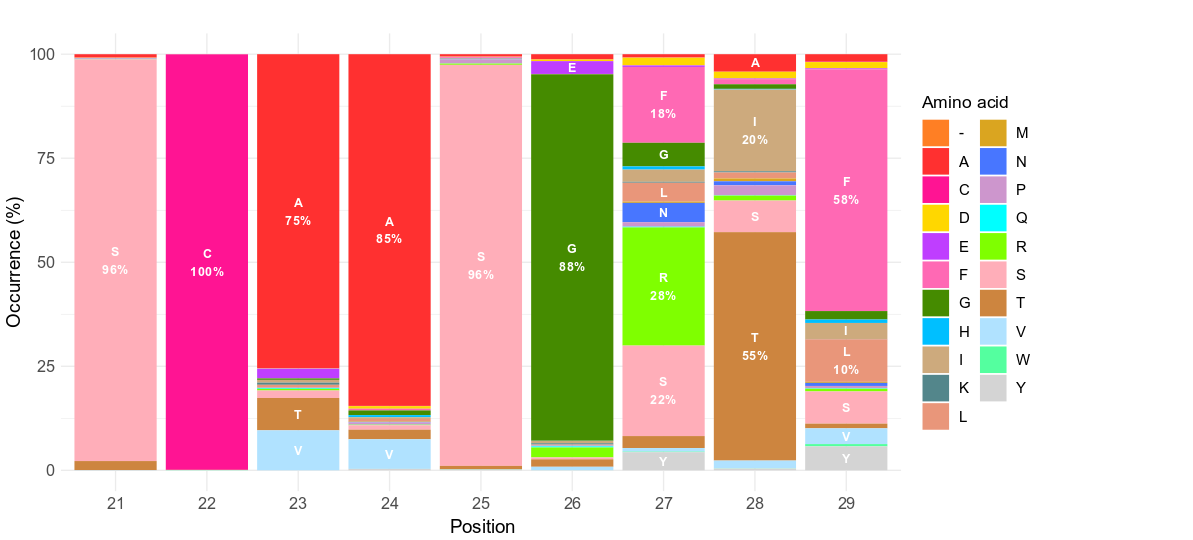 Occurrence (%)
100
75
50
25
0
S
96%
C
100%
A
75%
T
V
A
85%
V
S
96%
E
G
88%
F
18%
G
L
N
R
28%
S
22%
Y
A
I
20%
S
T
55%
F
58%
I
L
10%
S
V
Y
21 22 23 24 25 26 27 28 29
Position
Amino acid
- M
A N
C P
D Q
E R
F S
G T
H V
I W
K Y
L